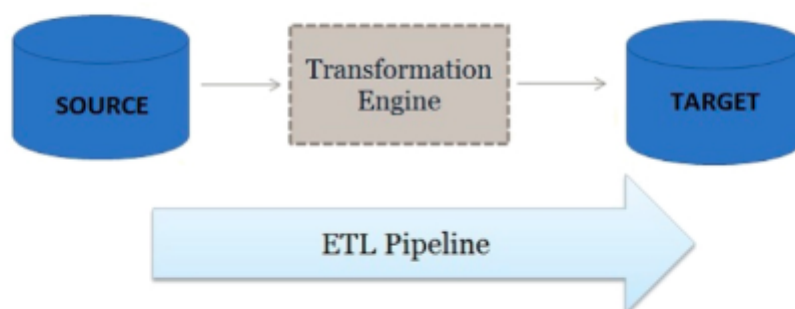 SOURCE
Transformation
Engine
TARGET
ETL Pipeline